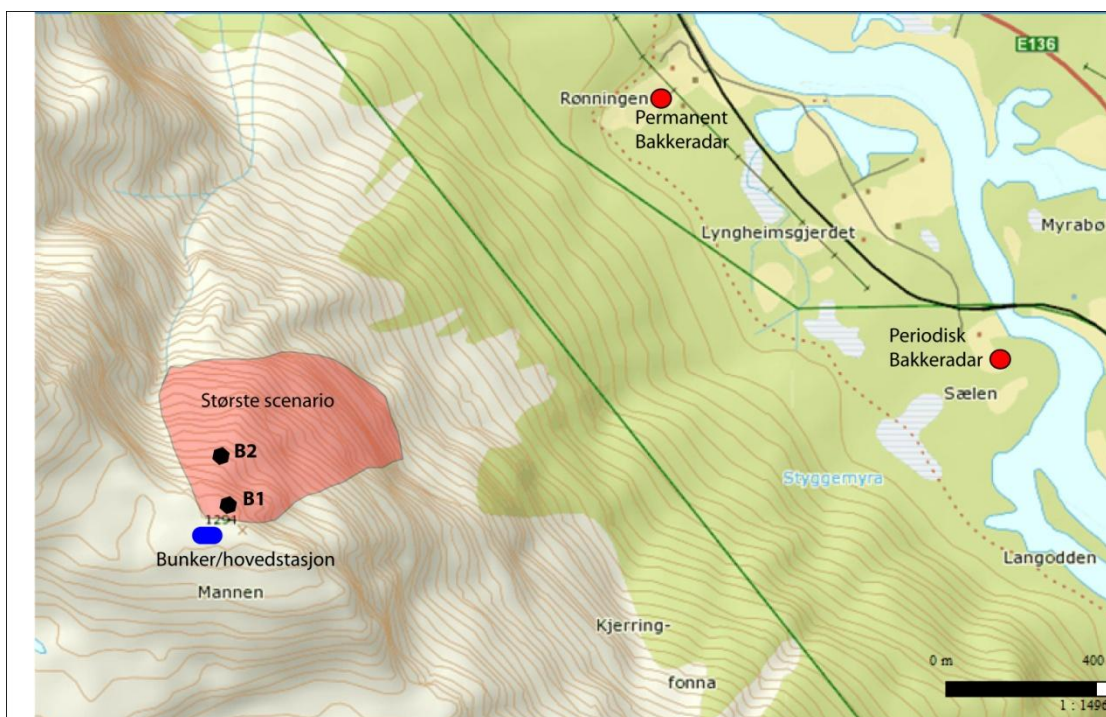 E136
Rønningen
Permanent
Bakkeradar
Lyngheimsgjerdet
Myrabø
Periodisk
Bakkeradar
Sælen
Største scenario
B2
B1
Styggemyra
Bunker/hovedstasjon
Langodden
Mannen
Kjerring-
fonna
0 m 400